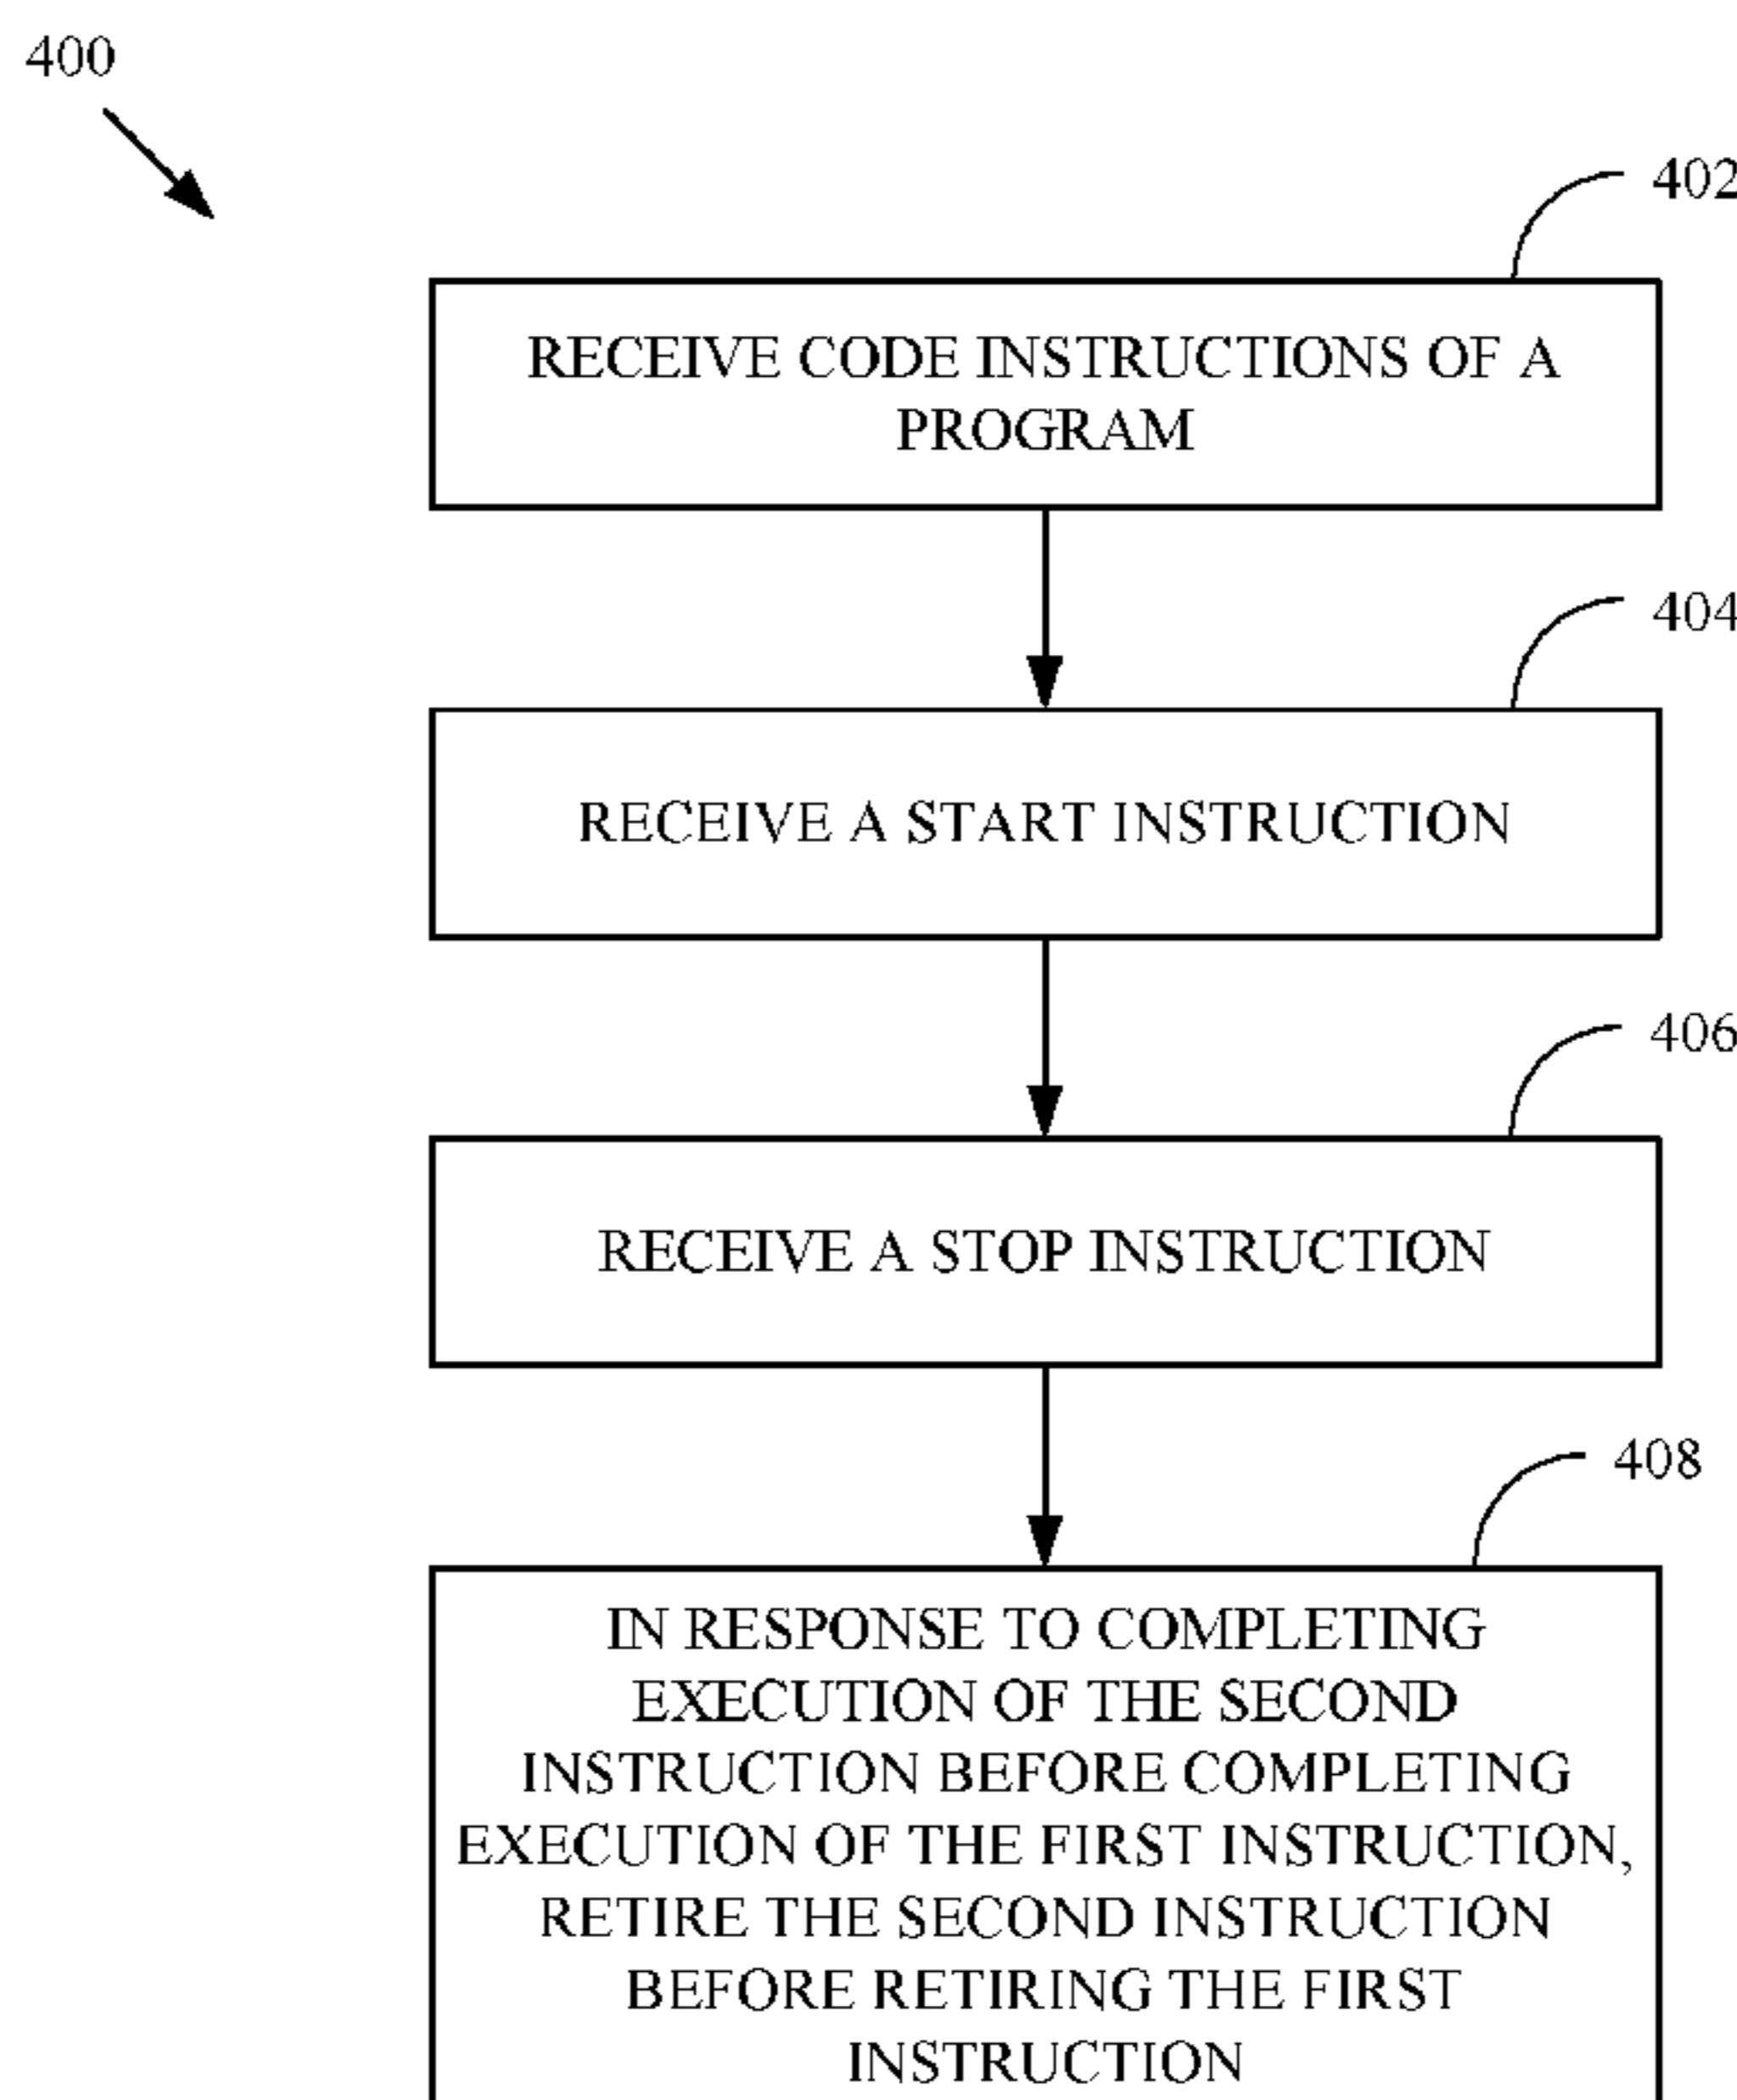 400
402
RECEIVE CODE INSTRUCTIONS OF A
PROGRAM
404
RECEIVE A START INSTRUCTION
406
RECEIVE A STOP INSTRUCTION
408
IN RESPONSE TO COMPLETING
EXECUTION OF THE SECOND
INSTRUCTION BEFORE COMPLETING
EXECUTION OF THE FIRST INSTRUCTION,
RETIRE THE SECOND INSTRUCTION
BEFORE RETIRING THE FIRST
INSTRUCTION